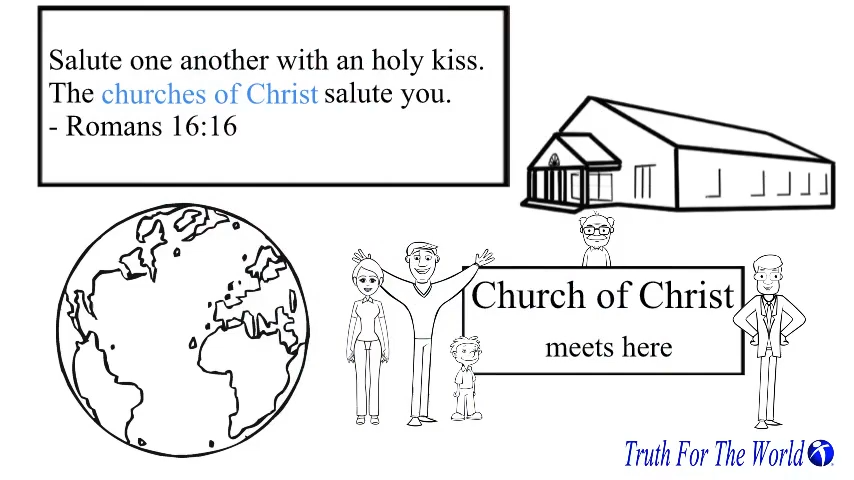 Salute one another with an holy kiss.
The churches of Christ salute you.
- Romans 16:16
Church of Christ
meets here
Truth For The World